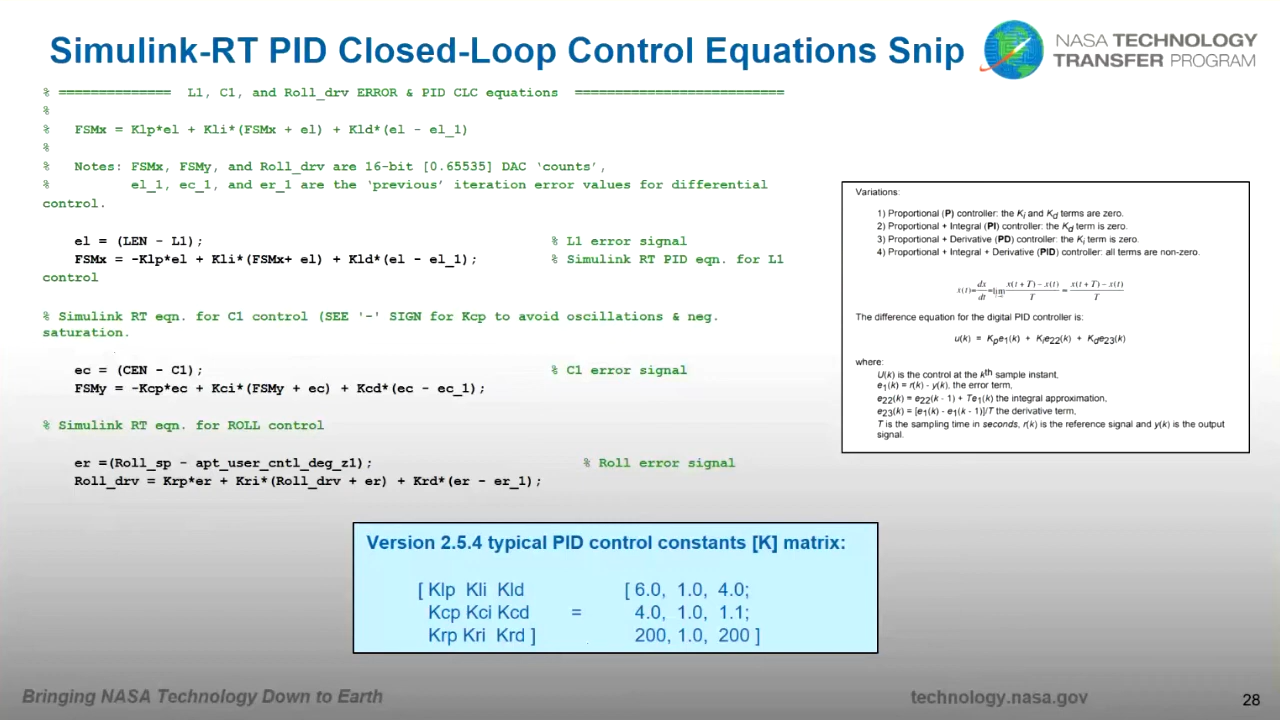 Simulink-RT PID Closed-Loop Control Equations Snip
NASA TECHNOLOGY
TRANSFER PROGRAM
% ============== L1, C1, and Roll_drv ERROR & PID CLC equations ==========================
%
% FSMx = Klp*el + Kli*(FSMx + el) + Kld*(el - el_1)
%
% Notes: FSMx, FSMy, and Roll_drv are 16-bit [0.65535] DAC ‘counts’,
% el_1, ec_1, and er_1 are the ‘previous’ iteration error values for differential
control.
el = (LEN - L1); % L1 error signal
FSMx = -Klp*el + Kli*(FSMx+ el) + Kld*(el - el_1); % Simulink RT PID eqn. for L1
control
% Simulink RT eqn. for C1 control (SEE '-' SIGN for Kcp to avoid oscillations & neg.
saturation.
ec = (CEN - C1); % C1 error signal
FSMy = -Kcp*ec + Kci*(FSMy + ec) + Kcd*(ec - ec_1);
% Simulink RT eqn. for ROLL control
er =(Roll_sp - apt_user_cntl_deg_z1); % Roll error signal
Roll_drv = Krp*er + Kri*(Roll_drv + er) + Krd*(er - er_1);
Variations:
1) Proportional (P) controller: the Ki and Kd terms are zero.
2) Proportional + Integral (PI) controller: the Kd term is zero.
3) Proportional + Derivative (PD) controller: the Ki term is zero.
4) Proportional + Integral + Derivative (PID) controller: all terms are non-zero.
ẋ(t)=dx/dt=lim x(t+T)−x(t)/T = x(t+T)−x(t)/T
The difference equation for the digital PID controller is:
u(k) = Kpe1(k) + Kie22(k) + Kde23(k)
where:
U(k) is the control at the kth sample instant,
e1(k) = r(k) - y(k), the error term,
e22(k) = e22(k - 1) + Te1(k) the integral approximation,
e23(k) = [e1(k) - e1(k - 1)]/T the derivative term,
T is the sampling time in seconds, r(k) is the reference signal and y(k) is the output
signal.
Version 2.5.4 typical PID control constants [K] matrix:
[ Klp Kli Kld [ 6.0, 1.0, 4.0;
Kcp Kci Kcd = 4.0, 1.0, 1.1;
Krp Kri Krd ] 200, 1.0, 200 ]
Bringing NASA Technology Down to Earth
technology.nasa.gov
28